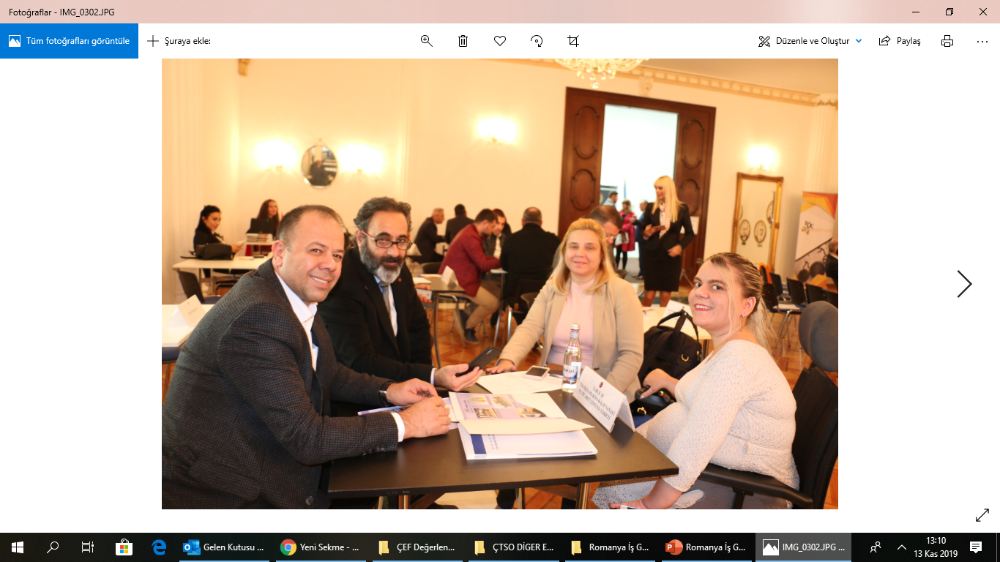 Fotoğraflar - IMG_0302.JPG
Tüm fotoğrafları görüntüle
Şuraya ekle:
Düzenle ve Oluştur
Paylaş
Gelen Kutusu ...
Yeni Sekme - ...
ÇEF Değerlen...
ÇTSO DİĞER E...
Romanya İş G...
Romanya İş G...
IMG_0302.JPG ...
13:10
13 Kas 2019